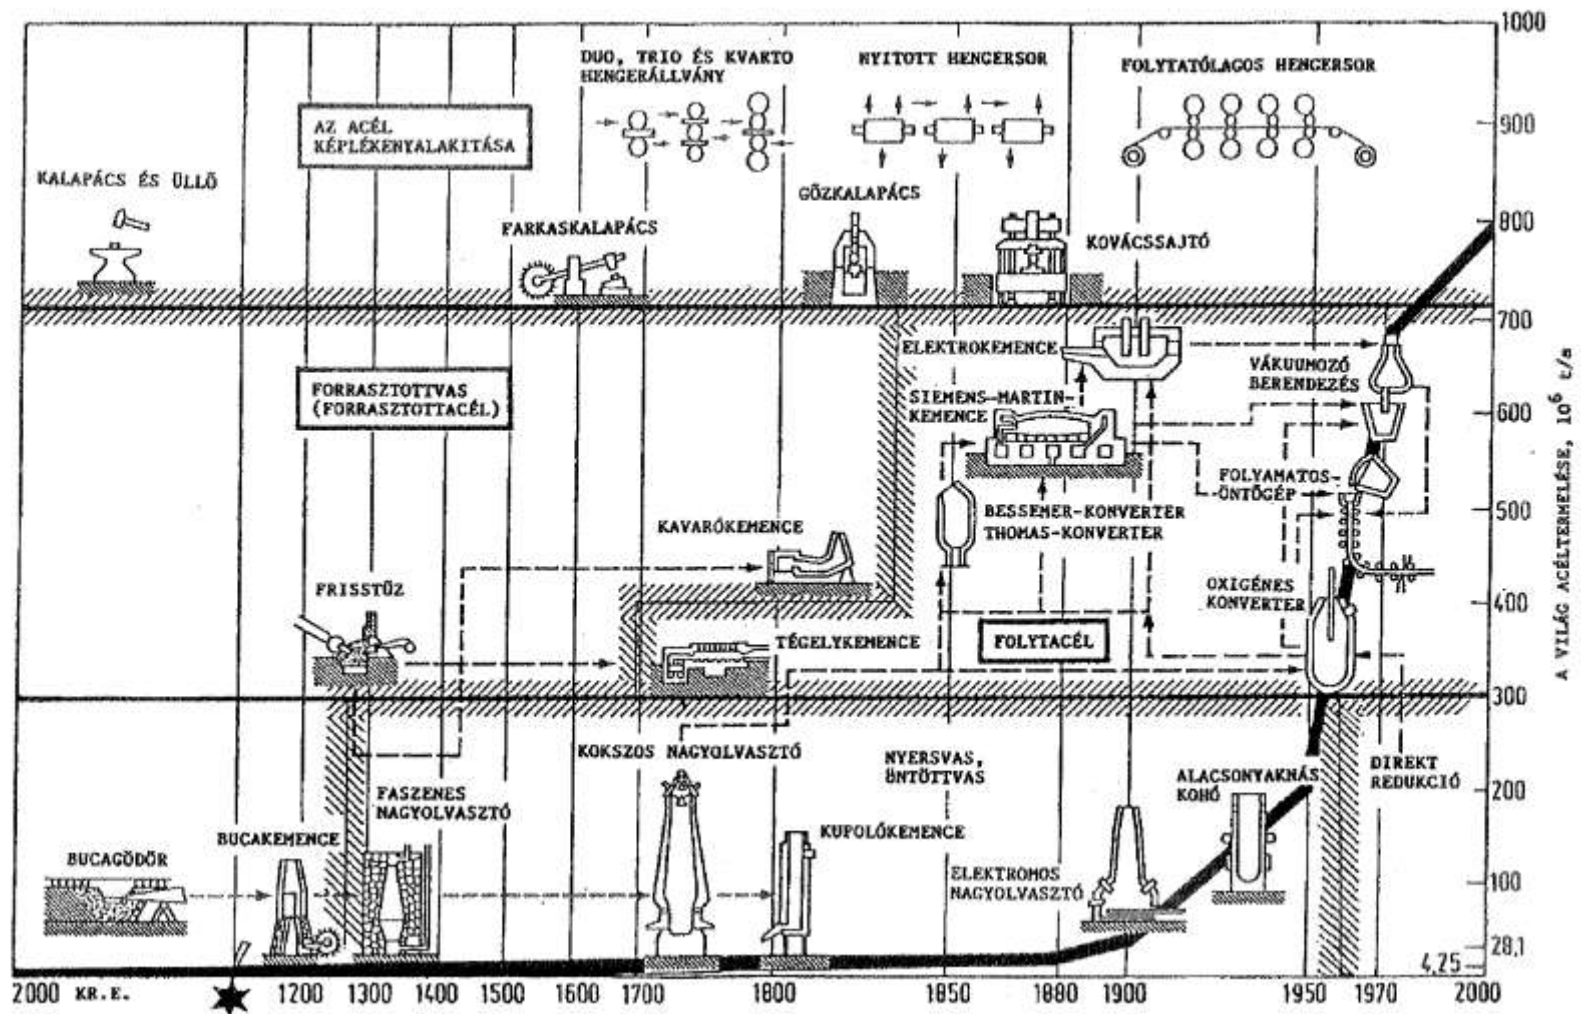 1000
DUO, TRIO ÉS KVARTO
HENGERÁLLVÁNY
NYITOTT HENGERSOR
FOLYTATÓLAGOS HENGERSOR
AZ ACÉL
KÉPLÉKENYALAKITÁSA
900
KALAPÁCS ÉS ÜLLŐ
GŐZKALAPÁCS
FARKASKALAPÁCS
KOVÁCSSAJTÓ
800
700
ELEKTROKEMENCE
VÁKUUMOZÓ
BERENDEZÉS
FORRASZTOTTVAS
(FORRASZTOTTACÉL)
SIEMENS-MARTIN-
KEMENCE
600
FOLYAMATOS-
ÖNTŐGÉP
KAVARÓKEMENCE
BESSEMER-KONVERTER
THOMAS-KONVERTER
500
A VILÁG ACÉLTERMELÉSE, 10⁶ t/a
FRISSTŰZ
OXIGÉNES
KONVERTER
400
TÉGELYKEMENCE
FOLYTACÉL
300
KOKSZOS NAGYOLVASZTÓ
NYERSVAS,
ÖNTÖTTVAS
DIREKT
REDUKCIÓ
FASZENES
NAGYOLVASZTÓ
ALACSONYAKNÁS
KOHÓ
200
BUCAKEMENCE
KUPOLÓKEMENCE
BUCAGÖDÖR
ELEKTROMOS
NAGYOLVASZTÓ
100
28,1
4,25
2000 KR.E. 1200 1300 1400 1500 1600 1700 1800 1850 1880 1900 1950 1970 2000